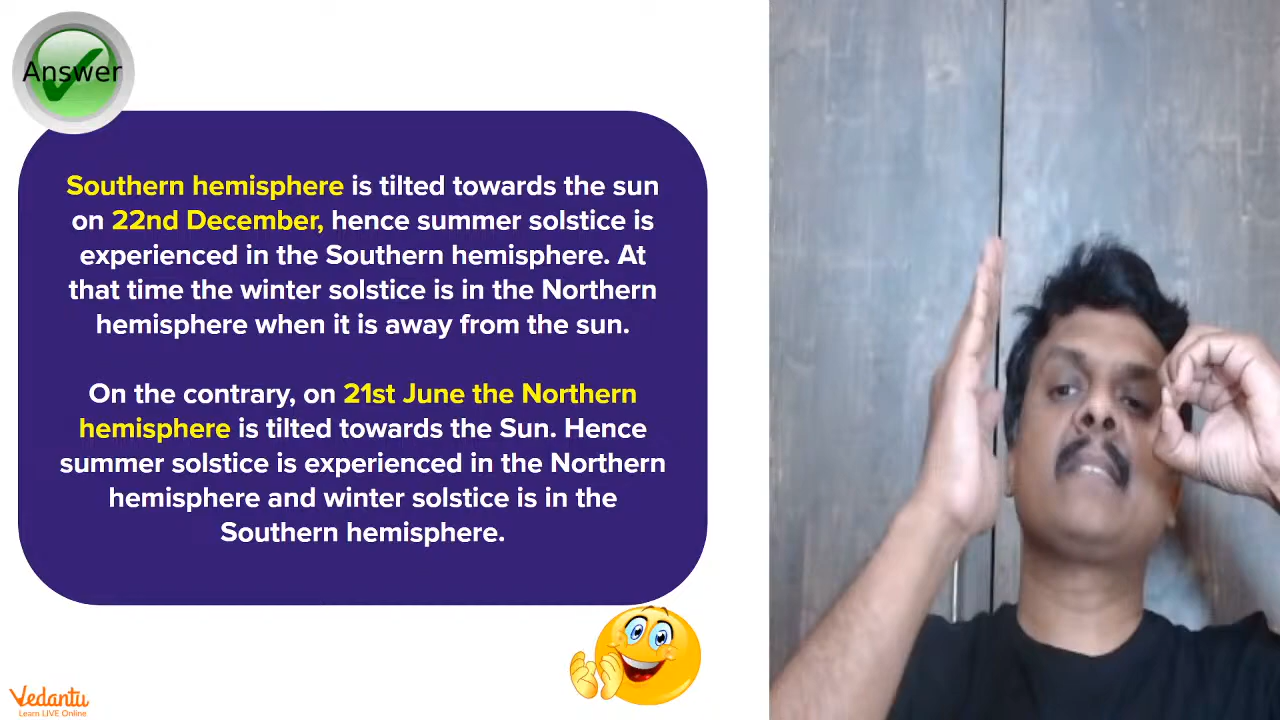 Answer
Southern hemisphere is tilted towards the sun
on 22nd December, hence summer solstice is
experienced in the Southern hemisphere. At
that time the winter solstice is in the Northern
hemisphere when it is away from the sun.
On the contrary, on 21st June the Northern
hemisphere is tilted towards the Sun. Hence
summer solstice is experienced in the Northern
hemisphere and winter solstice is in the
Southern hemisphere.
Vedantu
Learn LIVE Online